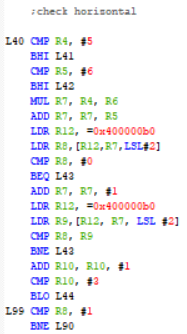 ;check horizontal
L40 CMP R4, #5
BHI L41
CMP R5, #6
BHI L42
MUL R7, R4, R6
ADD R7, R7, R5
LDR R12, =0x400000b0
LDR R8,[R12,R7,LSL#2]
CMP R8, #0
BEQ L43
ADD R7, R7, #1
LDR R12, =0x400000b0
LDR R9,[R12, R7, LSL #2]
CMP R8, R9
BNE L43
ADD R10, R10, #1
CMP R10, #3
BLO L44
L99 CMP R8, #1
BNE L90